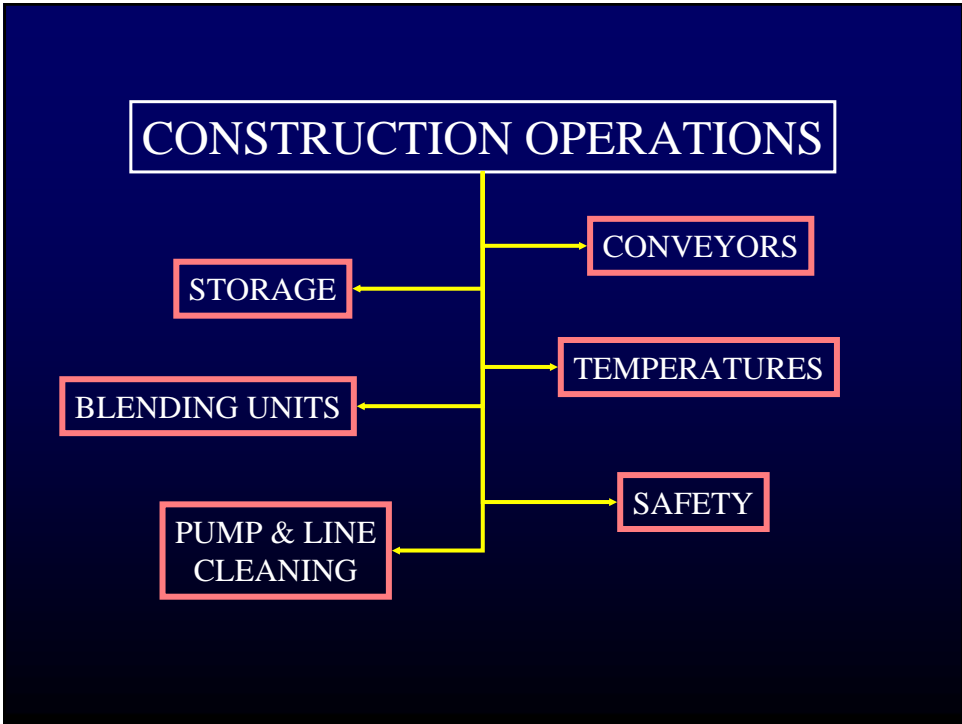 CONSTRUCTION OPERATIONS
CONVEYORS
STORAGE
TEMPERATURES
BLENDING UNITS
SAFETY
PUMP & LINE
CLEANING